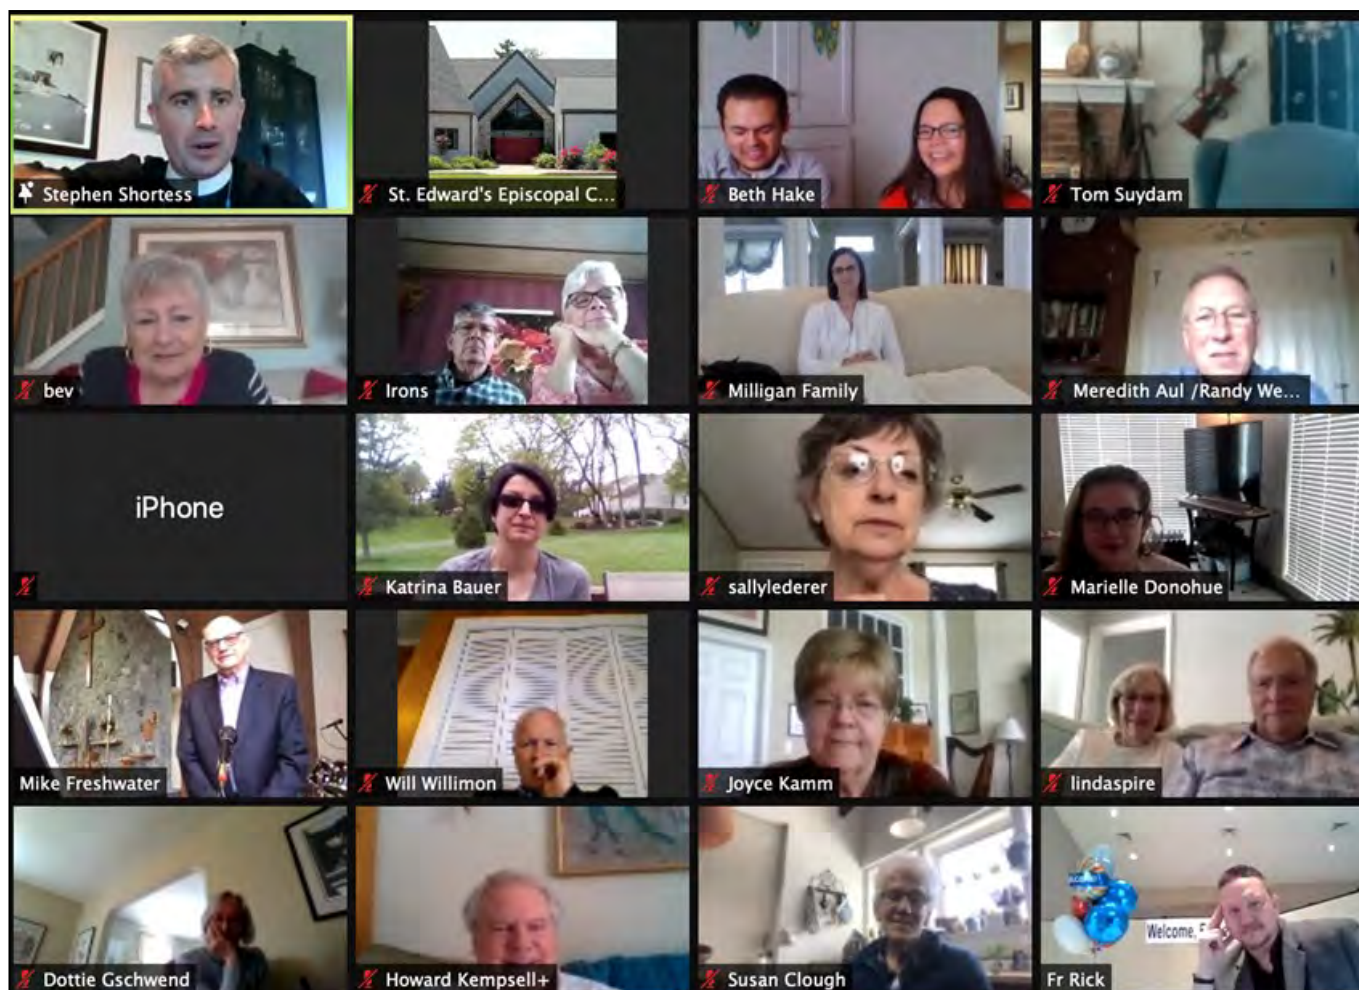 Stephen Shortess
St. Edward's Episcopal C...
Beth Hake
Tom Suydam
bev
Irons
Milligan Family
Meredith Aul /Randy We...
iPhone
Katrina Bauer
sallylederer
Marielle Donohue
Mike Freshwater
Will Willimon
Joyce Kamm
lindaspire
Dottie Gschwend
Howard Kempsell+
Susan Clough
Welcome,
Fr Rick